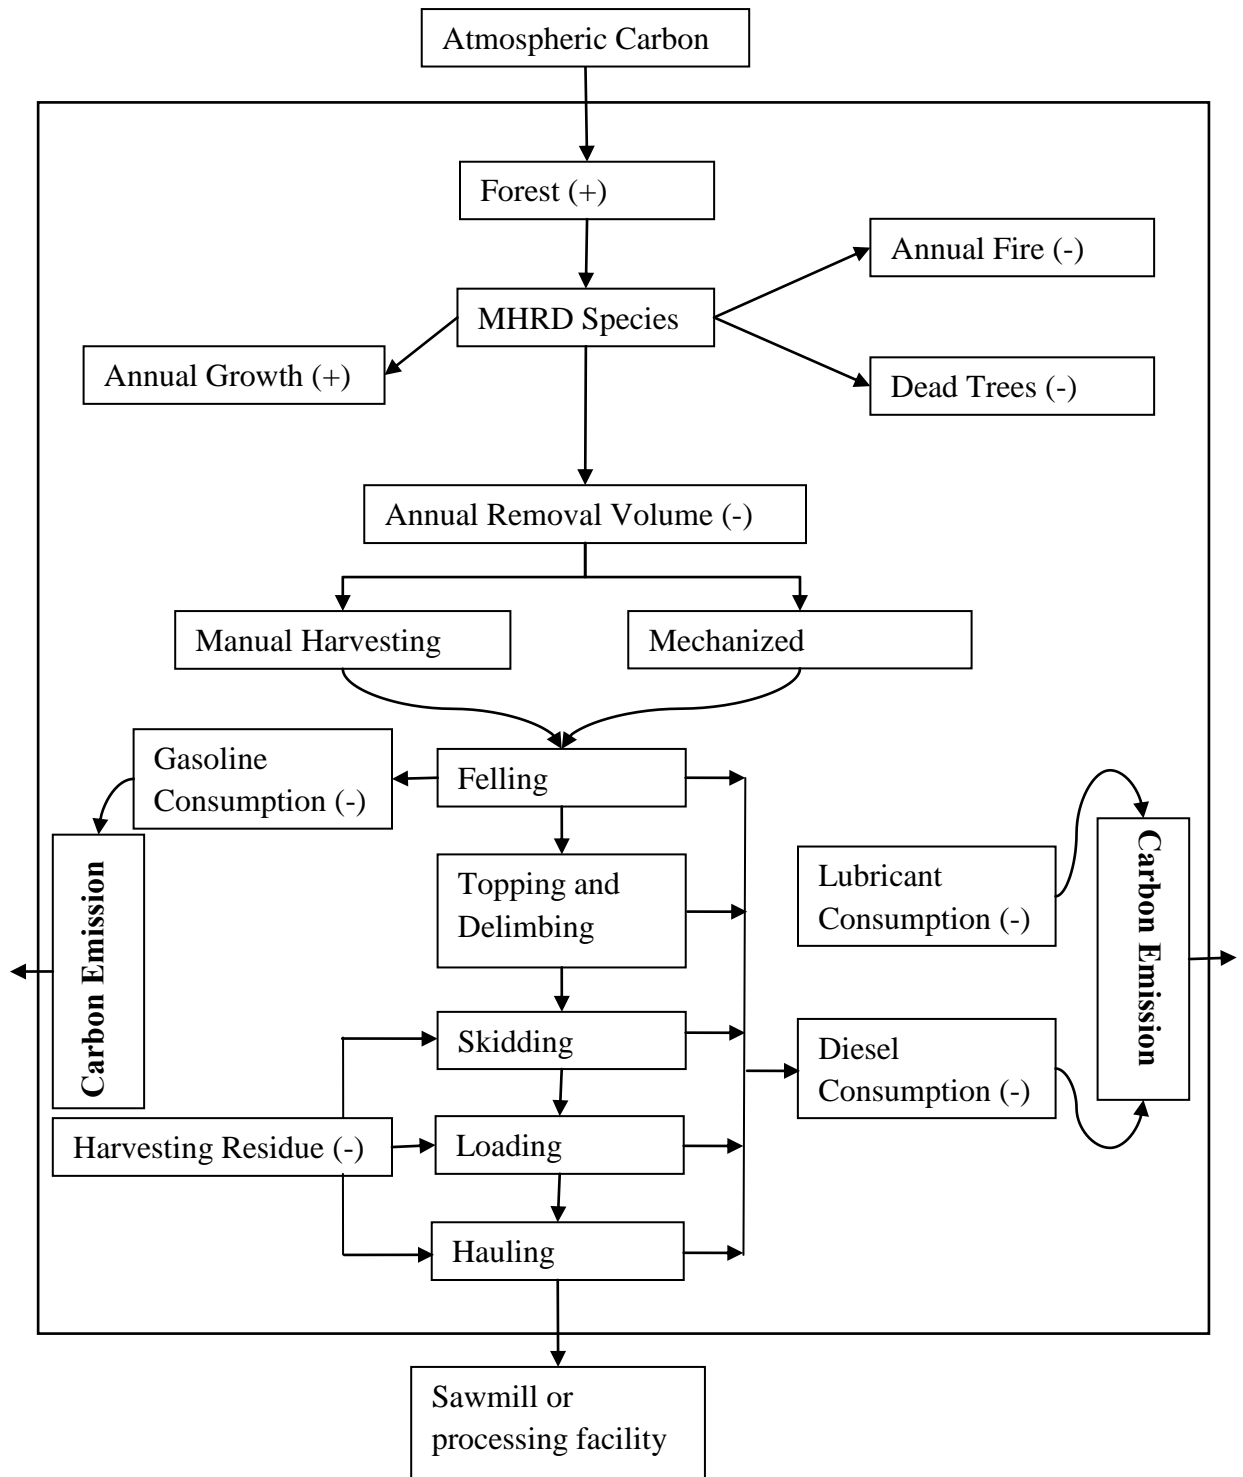 Atmospheric Carbon
Forest (+)
Annual Fire (-)
MHRD Species
Annual Growth (+)
Dead Trees (-)
Annual Removal Volume (-)
Manual Harvesting
Mechanized
Gasoline
Consumption (-)
Felling
Carbon Emission
Topping and
Delimbing
Lubricant
Consumption (-)
Carbon Emission
Skidding
Diesel
Consumption (-)
Harvesting Residue (-)
Loading
Hauling
Sawmill or
processing facility